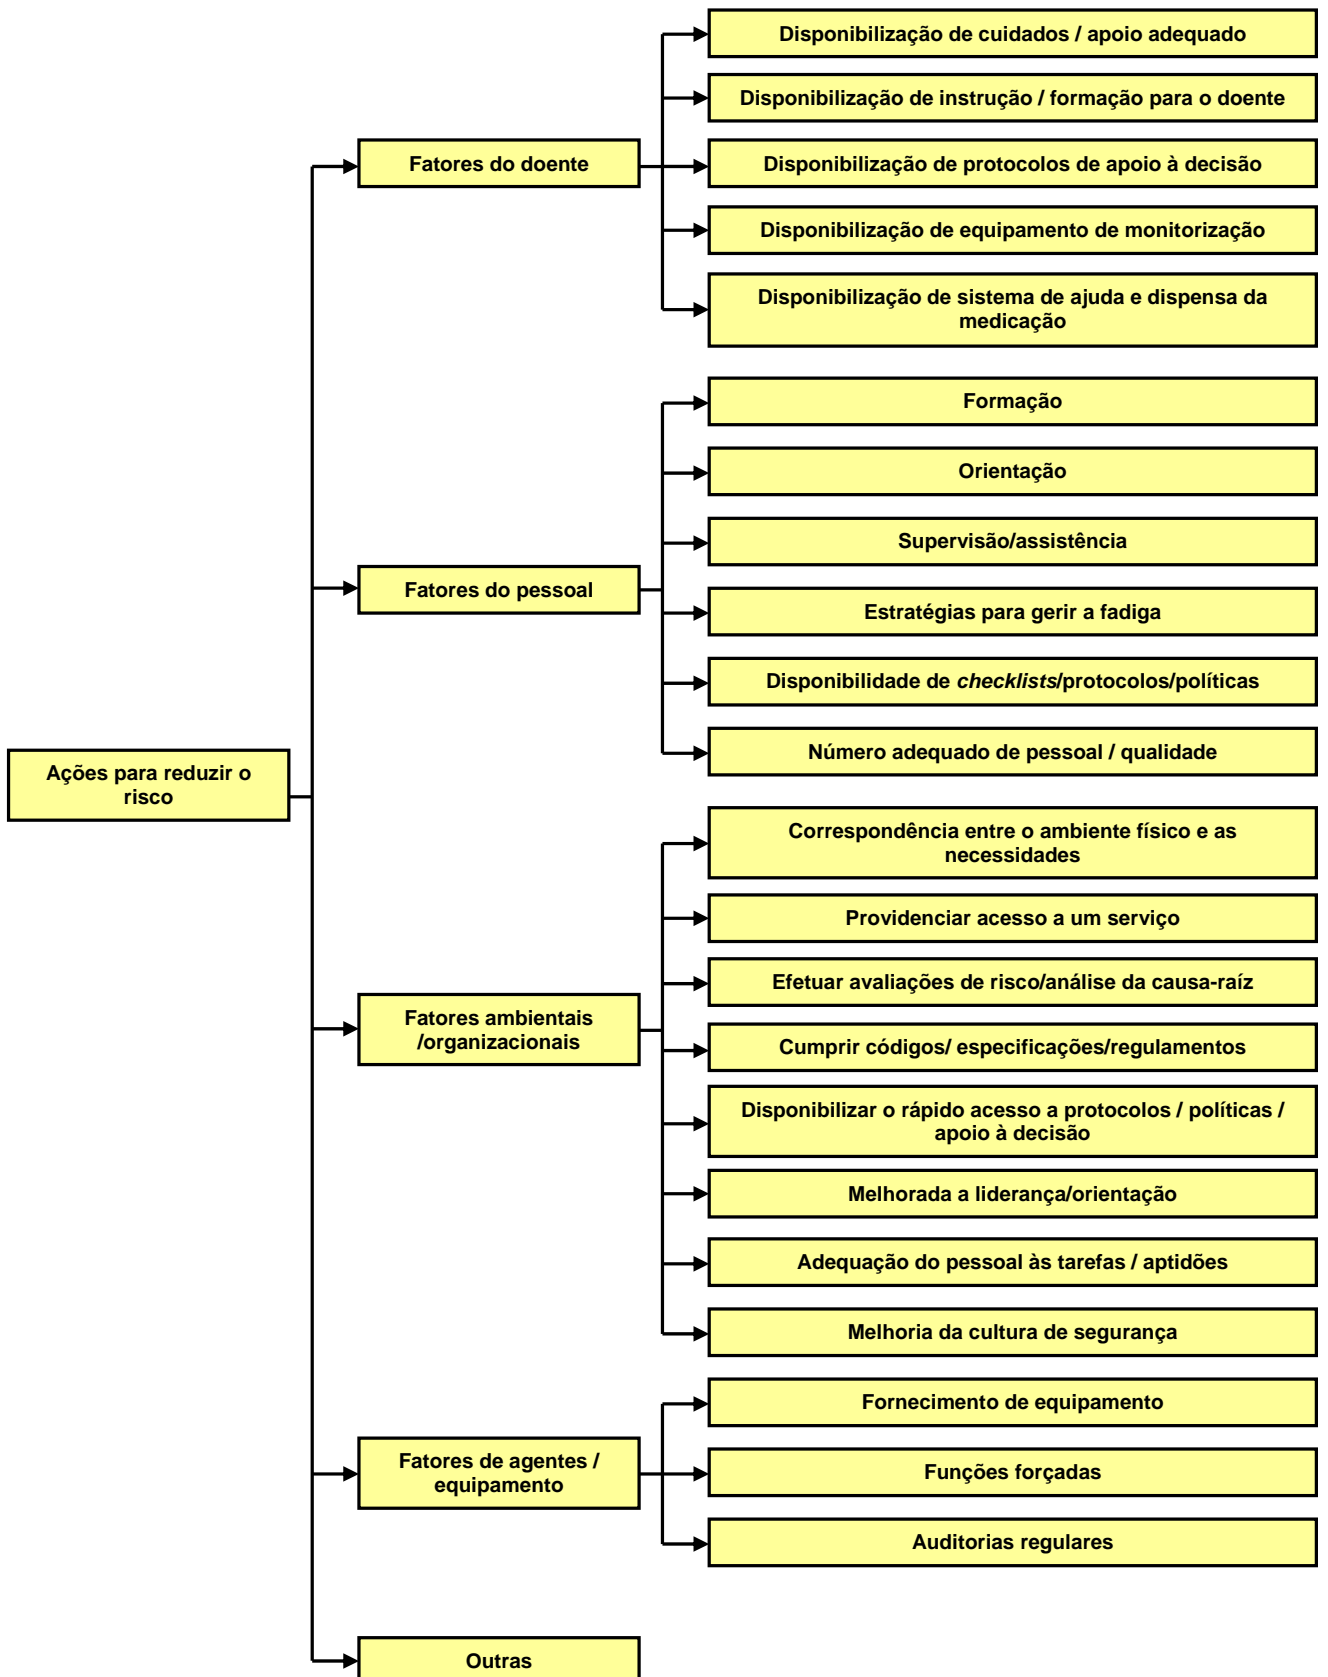 Ações para reduzir o
risco
Fatores do doente
Disponibilização de cuidados / apoio adequado
Disponibilização de instrução / formação para o doente
Disponibilização de protocolos de apoio à decisão
Disponibilização de equipamento de monitorização
Disponibilização de sistema de ajuda e dispensa da
medicação
Fatores do pessoal
Formação
Orientação
Supervisão/assistência
Estratégias para gerir a fadiga
Disponibilidade de checklists/protocolos/políticas
Número adequado de pessoal / qualidade
Fatores ambientais
/organizacionais
Correspondência entre o ambiente físico e as
necessidades
Providenciar acesso a um serviço
Efetuar avaliações de risco/análise da causa-raíz
Cumprir códigos/ especificações/regulamentos
Disponibilizar o rápido acesso a protocolos / políticas /
apoio à decisão
Melhorada a liderança/orientação
Adequação do pessoal às tarefas / aptidões
Melhoria da cultura de segurança
Fatores de agentes /
equipamento
Fornecimento de equipamento
Funções forçadas
Auditorias regulares
Outras